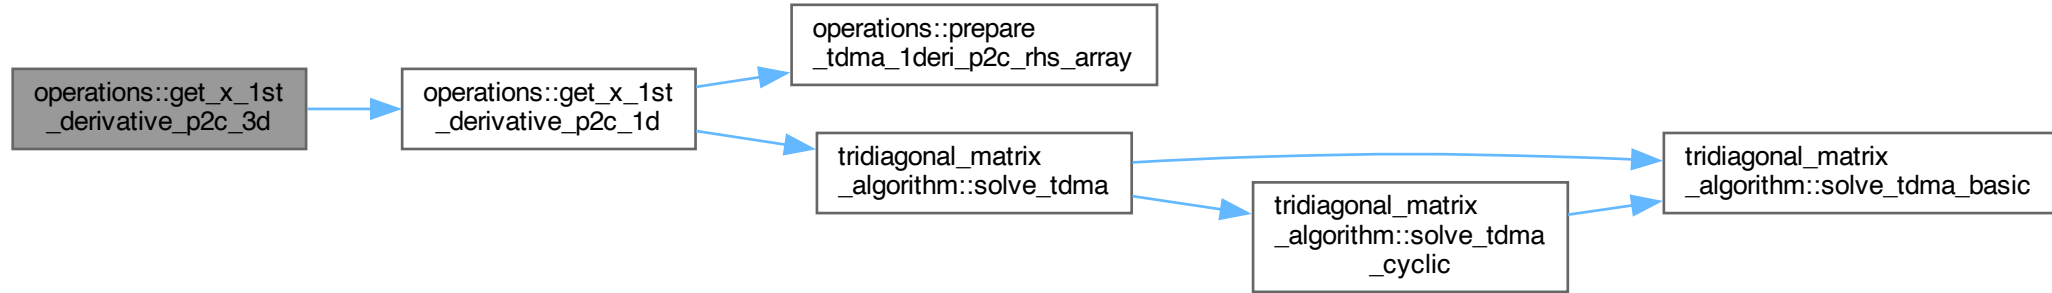 operations::get_x_1st
_derivative_p2c_3d
operations::get_x_1st
_derivative_p2c_1d
operations::prepare
_tdma_1deri_p2c_rhs_array
tridiagonal_matrix
_algorithm::solve_tdma
tridiagonal_matrix
_algorithm::solve_tdma
_cyclic
tridiagonal_matrix
_algorithm::solve_tdma_basic